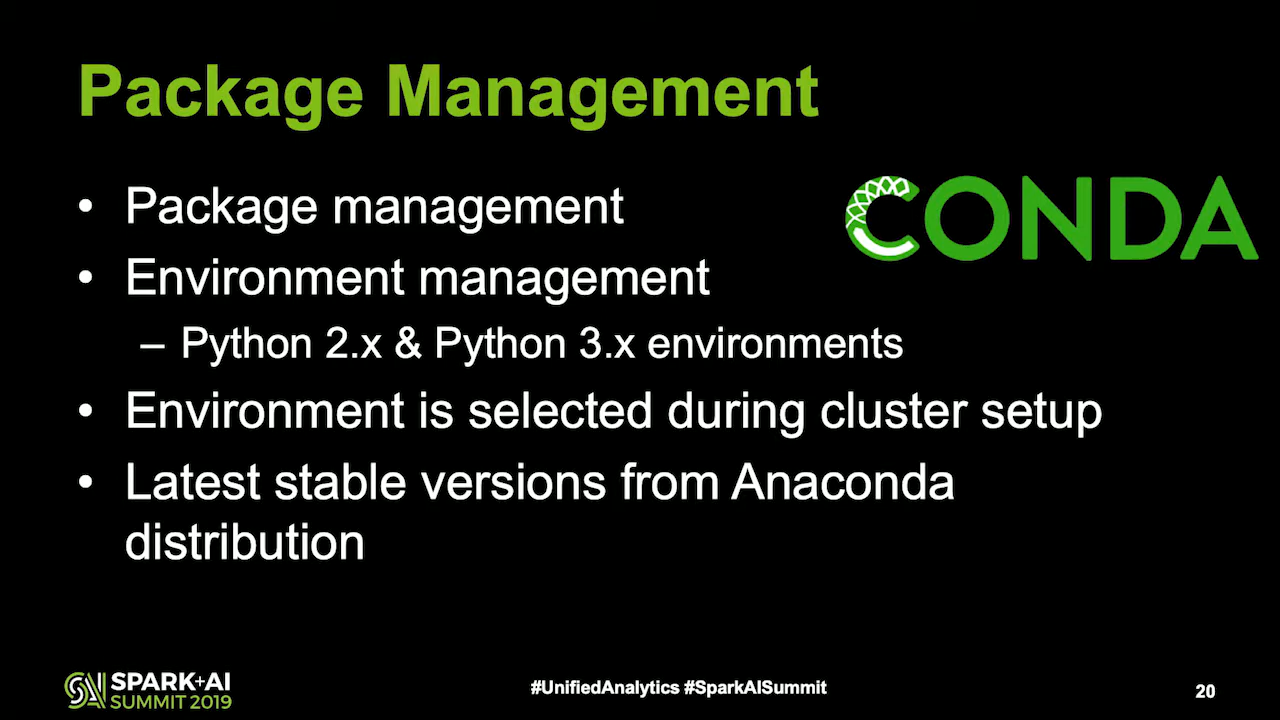 Package Management
• Package management
CONDA
• Environment management
– Python 2.x & Python 3.x environments
• Environment is selected during cluster setup
• Latest stable versions from Anaconda
distribution
SPARK+AI
SUMMIT 2019
#UnifiedAnalytics #SparkAISummit
20